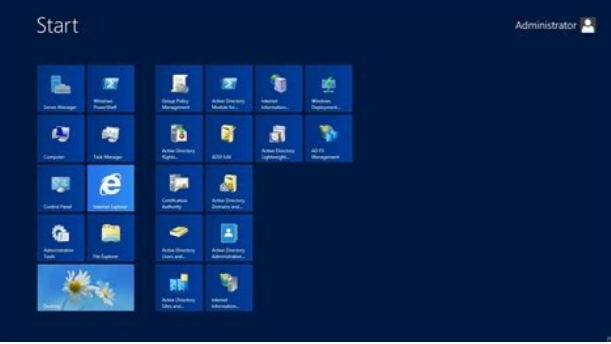 Start
Administrator
Server Manager
Windows
PowerShell
Group Policy
Management
Active Directory
Module for...
Internet
Information...
Windows
Deployment...
Computer
Task Manager
Active Directory
Rights...
ADSI Edit
Active Directory
Lightweight...
AD FS
Management
Control Panel
Internet Explorer
Certification
Authority
Active Directory
Domains and...
Administrative
Tools
File Explorer
Active Directory
Users and...
Active Directory
Administrative...
Desktop
Active Directory
Sites and...
Internet
Information...